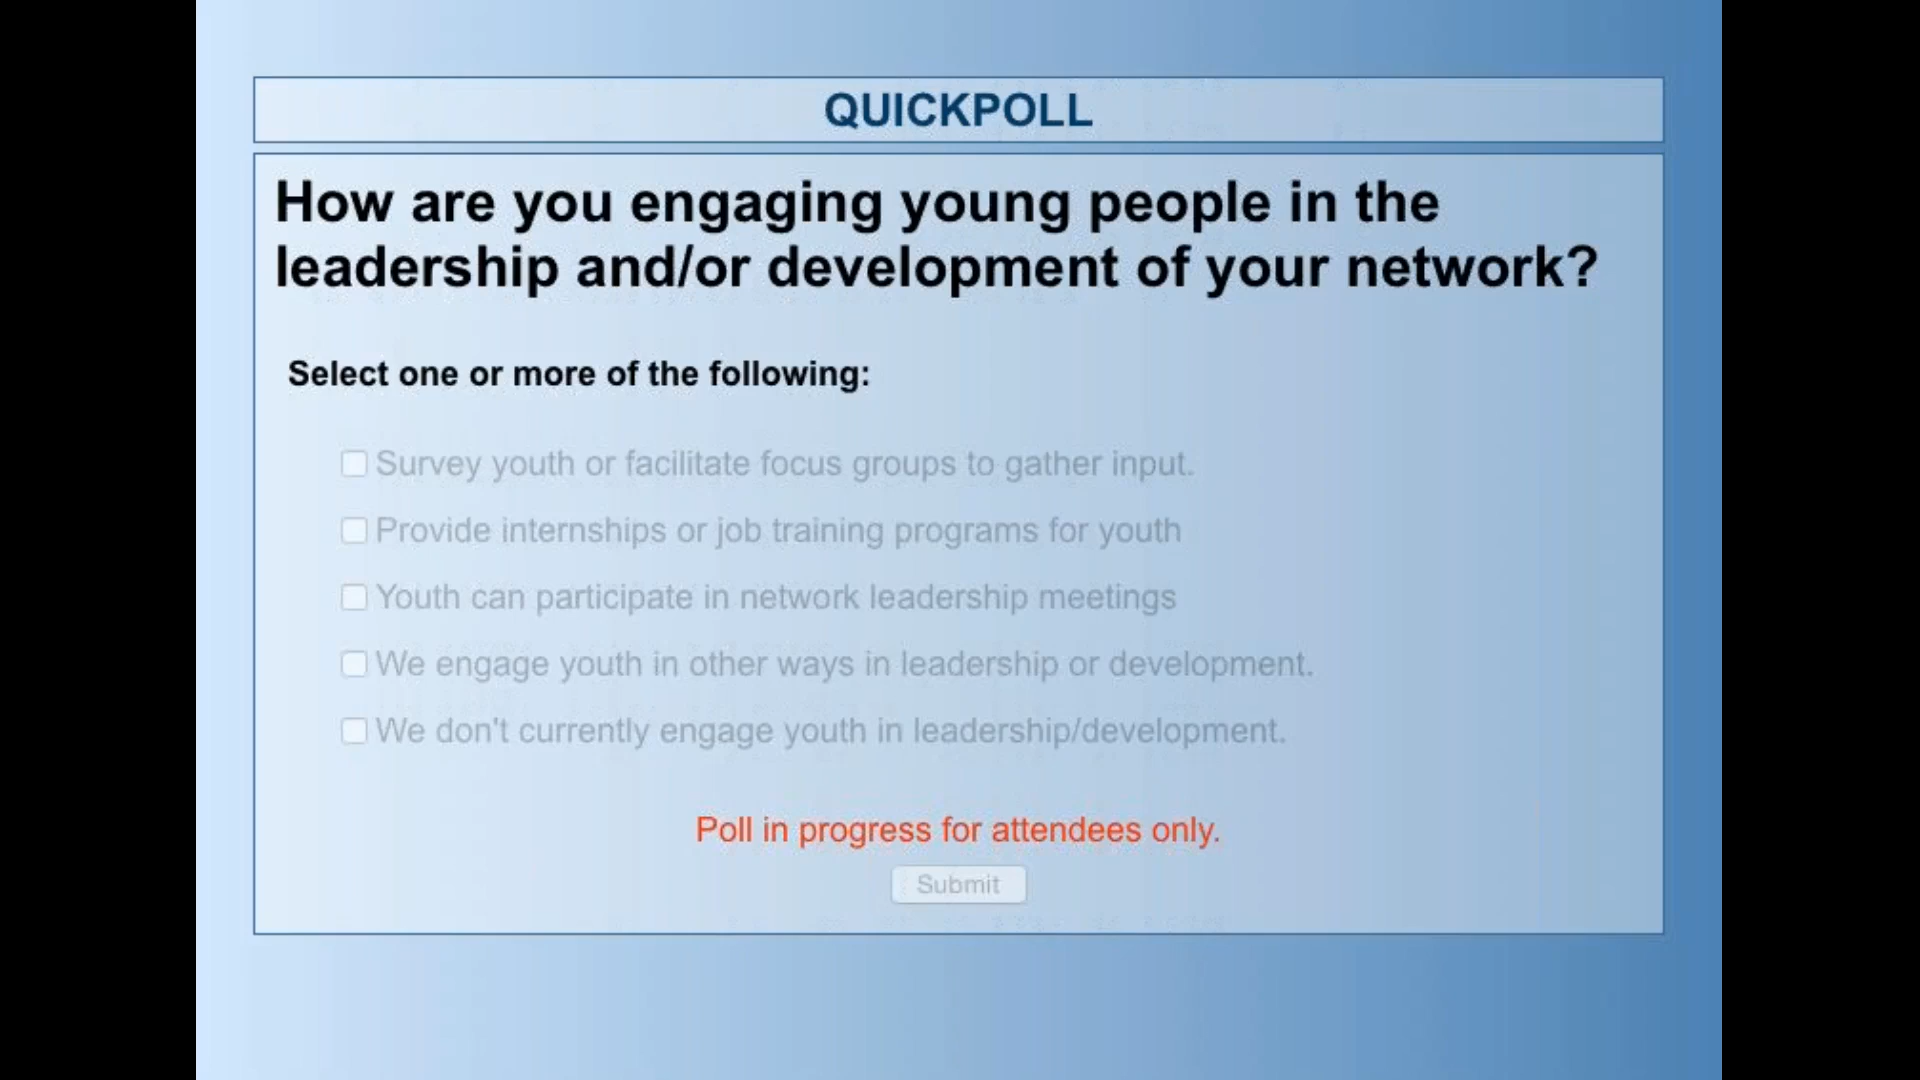 QUICKPOLL
How are you engaging young people in the
leadership and/or development of your network?
Select one or more of the following:
Survey youth or facilitate focus groups to gather input.
Provide internships or job training programs for youth
Youth can participate in network leadership meetings
We engage youth in other ways in leadership or development.
We don't currently engage youth in leadership/development.
Poll in progress for attendees only.
Submit